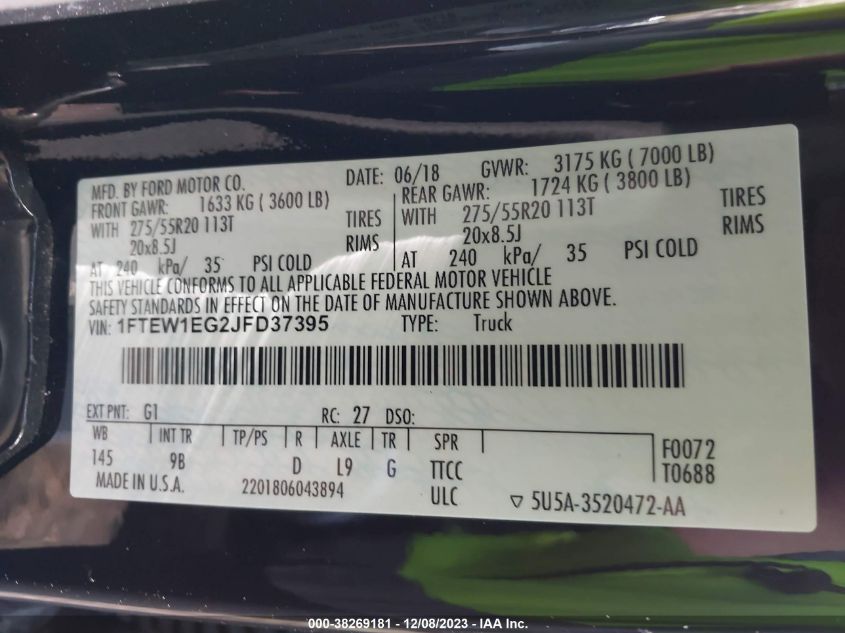 MFD. BY FORD MOTOR CO. DATE: 06/18 GVWR: 3175 KG ( 7000 LB)
FRONT GAWR: 1633 KG ( 3600 LB) REAR GAWR: 1724 KG ( 3800 LB)
WITH 275/55R20 113T TIRES WITH 275/55R20 113T TIRES
20x8.5J RIMS 20x8.5J RIMS
AT 240 kPa/ 35 PSI COLD AT 240 kPa/ 35 PSI COLD
THIS VEHICLE CONFORMS TO ALL APPLICABLE FEDERAL MOTOR VEHICLE
SAFETY STANDARDS IN EFFECT ON THE DATE OF MANUFACTURE SHOWN ABOVE.
VIN: 1FTEW1EG2JFD37395 TYPE: Truck
EXT PNT: G1 RC: 27 DSO:
WB INT TR TP/PS R AXLE TR SPR F0072
145 9B D L9 G TTCC T0688
MADE IN U.S.A. 2201806043894 ULC ▽ 5U5A-3520472-AA
000-38269181 - 12/08/2023 - IAA Inc.